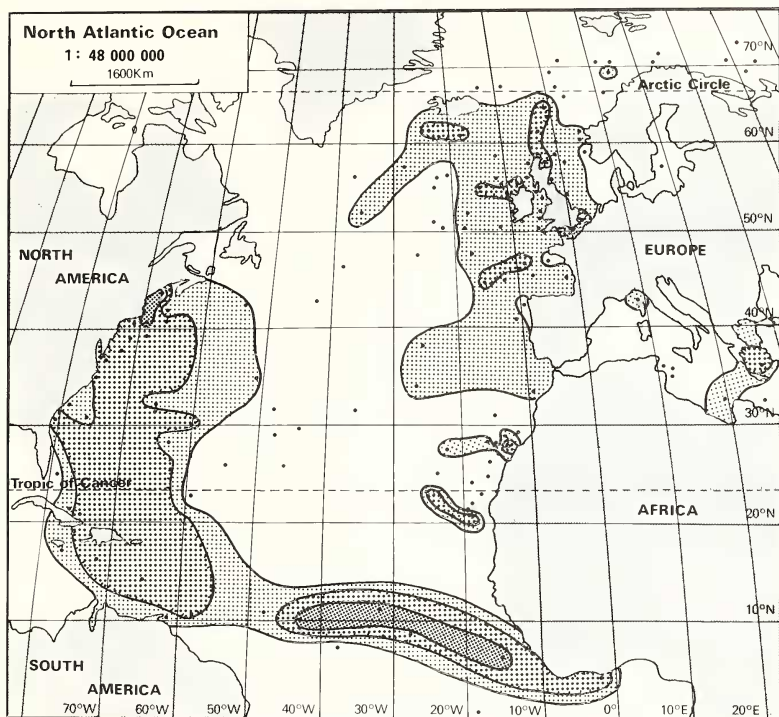 North Atlantic Ocean
1: 48 000 000
1600Km
70°N
Arctic Circle
60°N
50°N
NORTH
AMERICA
EUROPE
40°N
30°N
Tropic of Cancer
AFRICA
20°N
10°N
SOUTH
AMERICA
70°W
60°W
50°W
40°W
30°W
20°W
10°W
0°
10°E
20°E